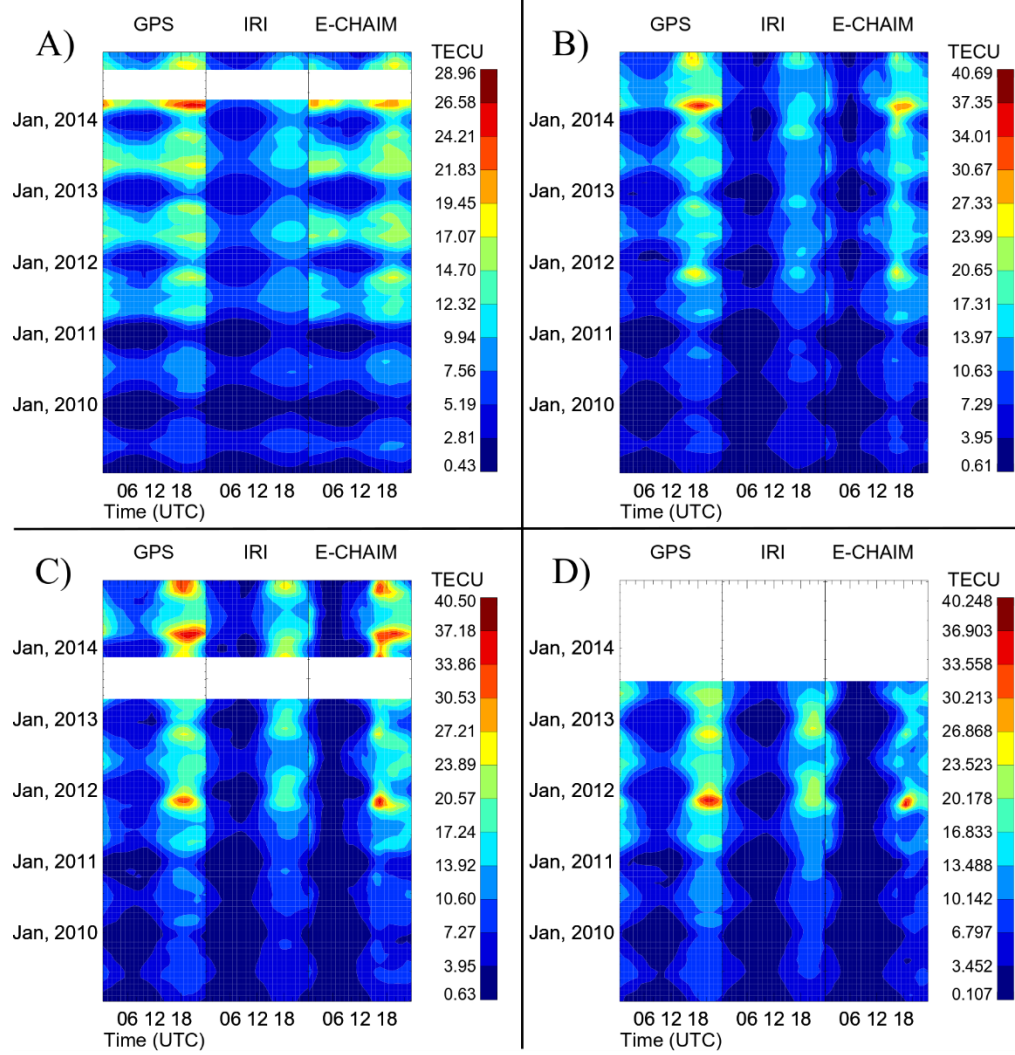 A)
GPS IRI E-CHAIM
TECU
28.96
26.58
Jan, 2014
24.21
21.83
Jan, 2013
19.45
17.07
Jan, 2012
14.70
12.32
Jan, 2011
9.94
7.56
Jan, 2010
5.19
2.81
0.43
06 12 18 06 12 18 06 12 18
Time (UTC)
B)
GPS IRI E-CHAIM
TECU
40.69
37.35
Jan, 2014
34.01
30.67
Jan, 2013
27.33
23.99
Jan, 2012
20.65
17.31
Jan, 2011
13.97
10.63
Jan, 2010
7.29
3.95
0.61
06 12 18 06 12 18 06 12 18
Time (UTC)
C)
GPS IRI E-CHAIM
TECU
40.50
37.18
Jan, 2014
33.86
30.53
Jan, 2013
27.21
23.89
Jan, 2012
20.57
17.24
Jan, 2011
13.92
10.60
Jan, 2010
7.27
3.95
0.63
06 12 18 06 12 18 06 12 18
Time (UTC)
D)
GPS IRI E-CHAIM
TECU
40.248
36.903
Jan, 2014
33.558
30.213
Jan, 2013
26.868
23.523
Jan, 2012
20.178
16.833
Jan, 2011
13.488
10.142
Jan, 2010
6.797
3.452
0.107
06 12 18 06 12 18 06 12 18
Time (UTC)